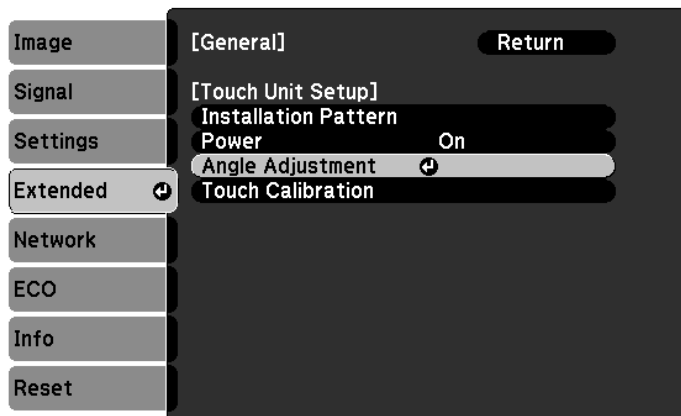 Image
Signal
Settings
Extended
Network
ECO
Info
Reset
[General] Return
[Touch Unit Setup]
Installation Pattern
Power On
Angle Adjustment
Touch Calibration